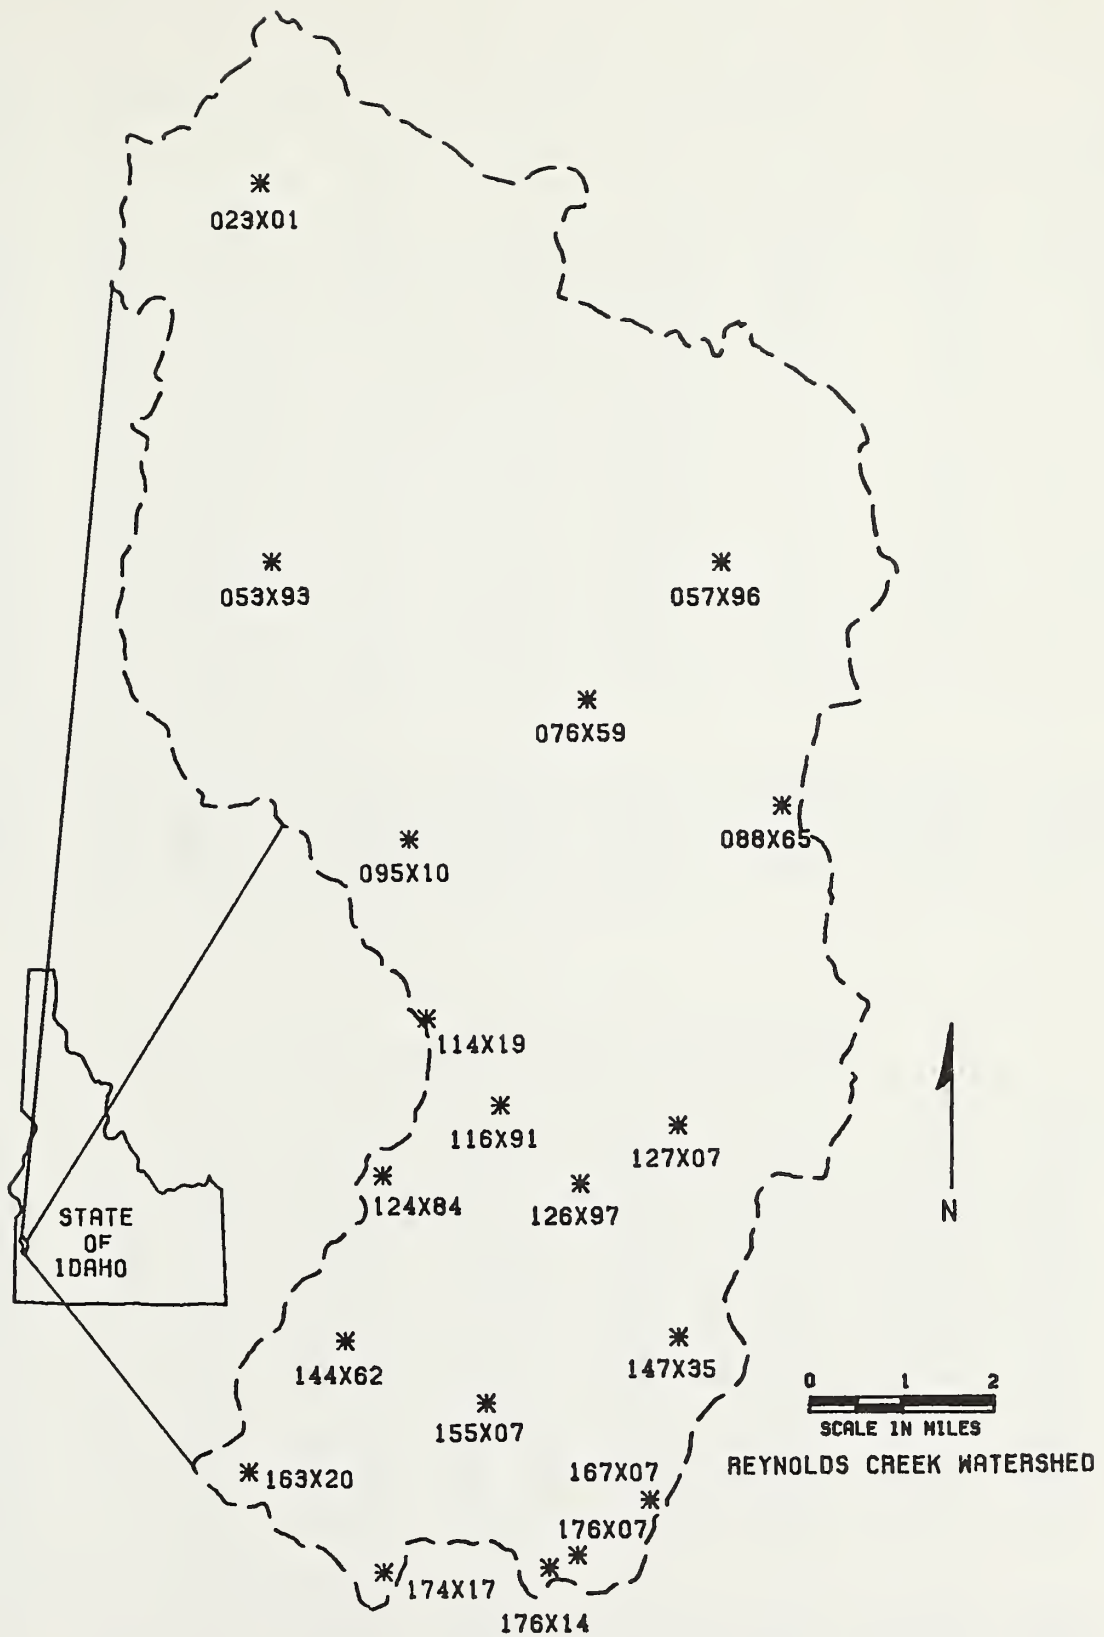 023X01
053X93
057X96
076X59
088X65
095X10
114X19
116X91
127X07
124X84
126X97
N
STATE
OF
IDAHO
144X62
147X35
0 1 2
SCALE IN MILES
155X07
REYNOLDS CREEK WATERSHED
163X20
167X07
176X07
174X17
176X14